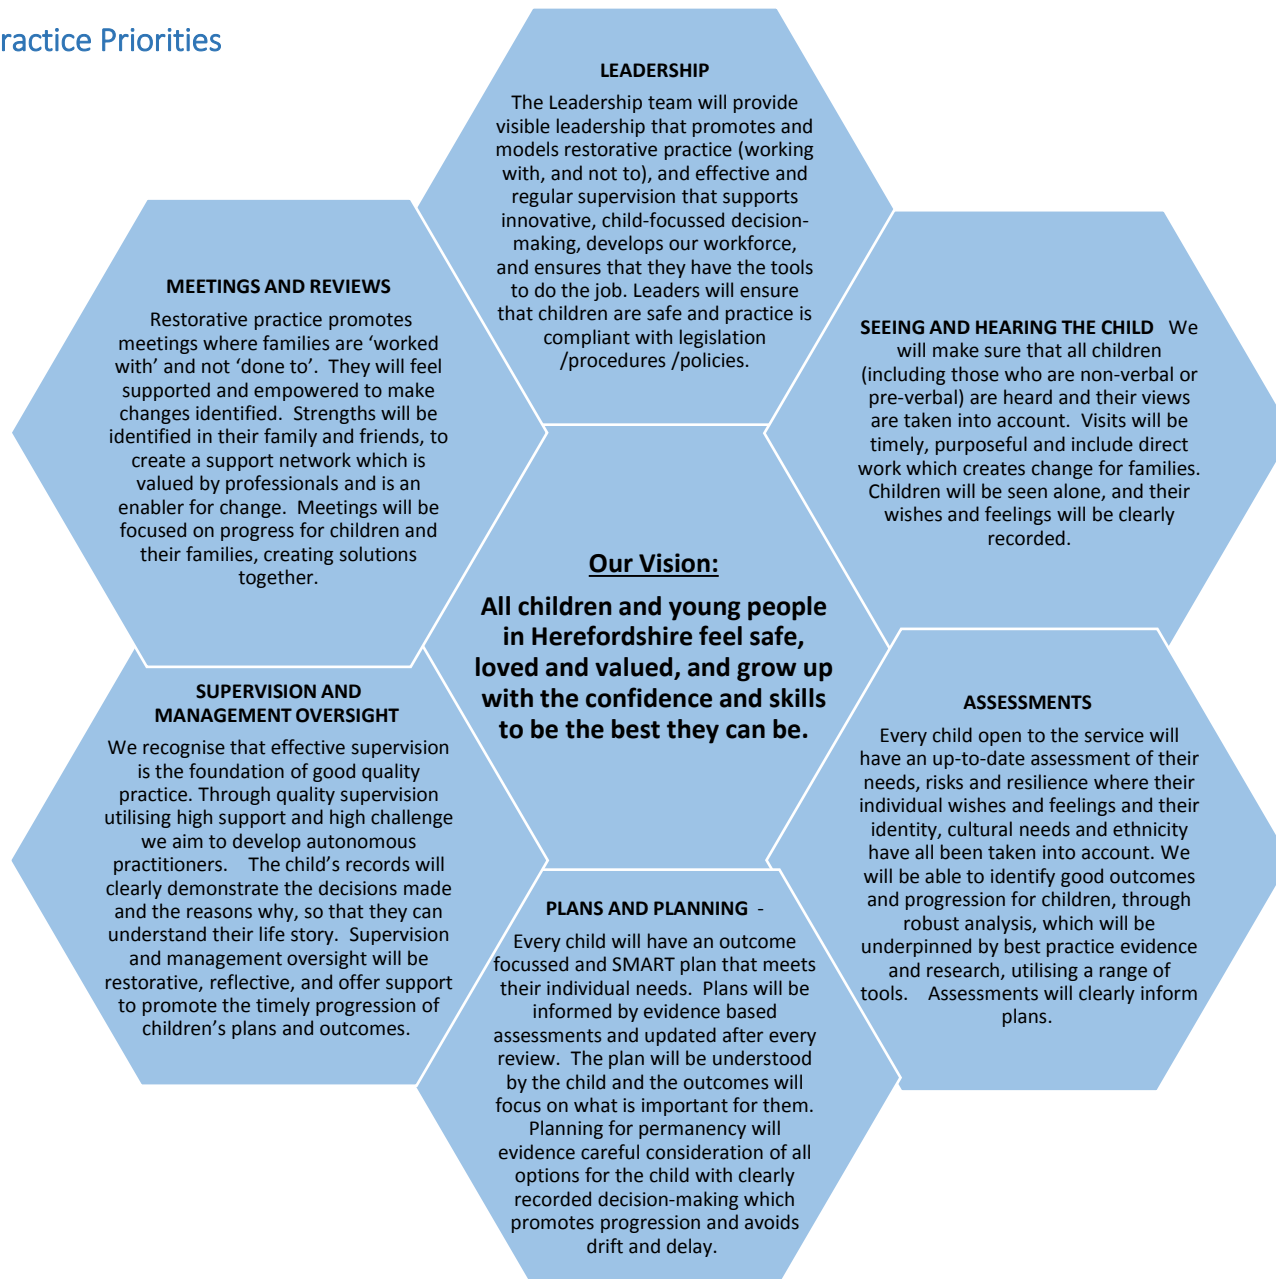 ractice Priorities
LEADERSHIP
The Leadership team will provide
visible leadership that promotes and
models restorative practice (working
with, and not to), and effective and
regular supervision that supports
innovative, child-focussed decision-
making, develops our workforce,
and ensures that they have the tools
to do the job. Leaders will ensure
that children are safe and practice is
compliant with legislation
/procedures /policies.
MEETINGS AND REVIEWS
Restorative practice promotes
meetings where families are ‘worked
with’ and not ‘done to’.  They will feel
supported and empowered to make
changes identified.  Strengths will be
identified in their family and friends, to
create a support network which is
valued by professionals and is an
enabler for change.  Meetings will be
focused on progress for children and
their families, creating solutions
together.
SEEING AND HEARING THE CHILD   We
will make sure that all children
(including those who are non-verbal or
pre-verbal) are heard and their views
are taken into account.  Visits will be
timely, purposeful and include direct
work which creates change for families.
Children will be seen alone, and their
wishes and feelings will be clearly
recorded.
Our Vision:
All children and young people
in Herefordshire feel safe,
loved and valued, and grow up
with the confidence and skills
to be the best they can be.
SUPERVISION AND
MANAGEMENT OVERSIGHT
We recognise that effective supervision
is the foundation of good quality
practice. Through quality supervision
utilising high support and high challenge
we aim to develop autonomous
practitioners.    The child’s records will
clearly demonstrate the decisions made
and the reasons why, so that they can
understand their life story.  Supervision
and management oversight will be
restorative, reflective, and offer support
to promote the timely progression of
children’s plans and outcomes.
ASSESSMENTS
Every child open to the service will
have an up-to-date assessment of their
needs, risks and resilience where their
individual wishes and feelings and their
identity, cultural needs and ethnicity
have all been taken into account. We
will be able to identify good outcomes
and progression for children, through
robust analysis, which will be
underpinned by best practice evidence
and research, utilising a range of
tools.    Assessments will clearly inform
plans.
PLANS AND PLANNING  -
Every child will have an outcome
focussed and SMART plan that meets
their individual needs.  Plans will be
informed by evidence based
assessments and updated after every
review.  The plan will be understood
by the child and the outcomes will
focus on what is important for them.
Planning for permanency will
evidence careful consideration of all
options for the child with clearly
recorded decision-making which
promotes progression and avoids
drift and delay.